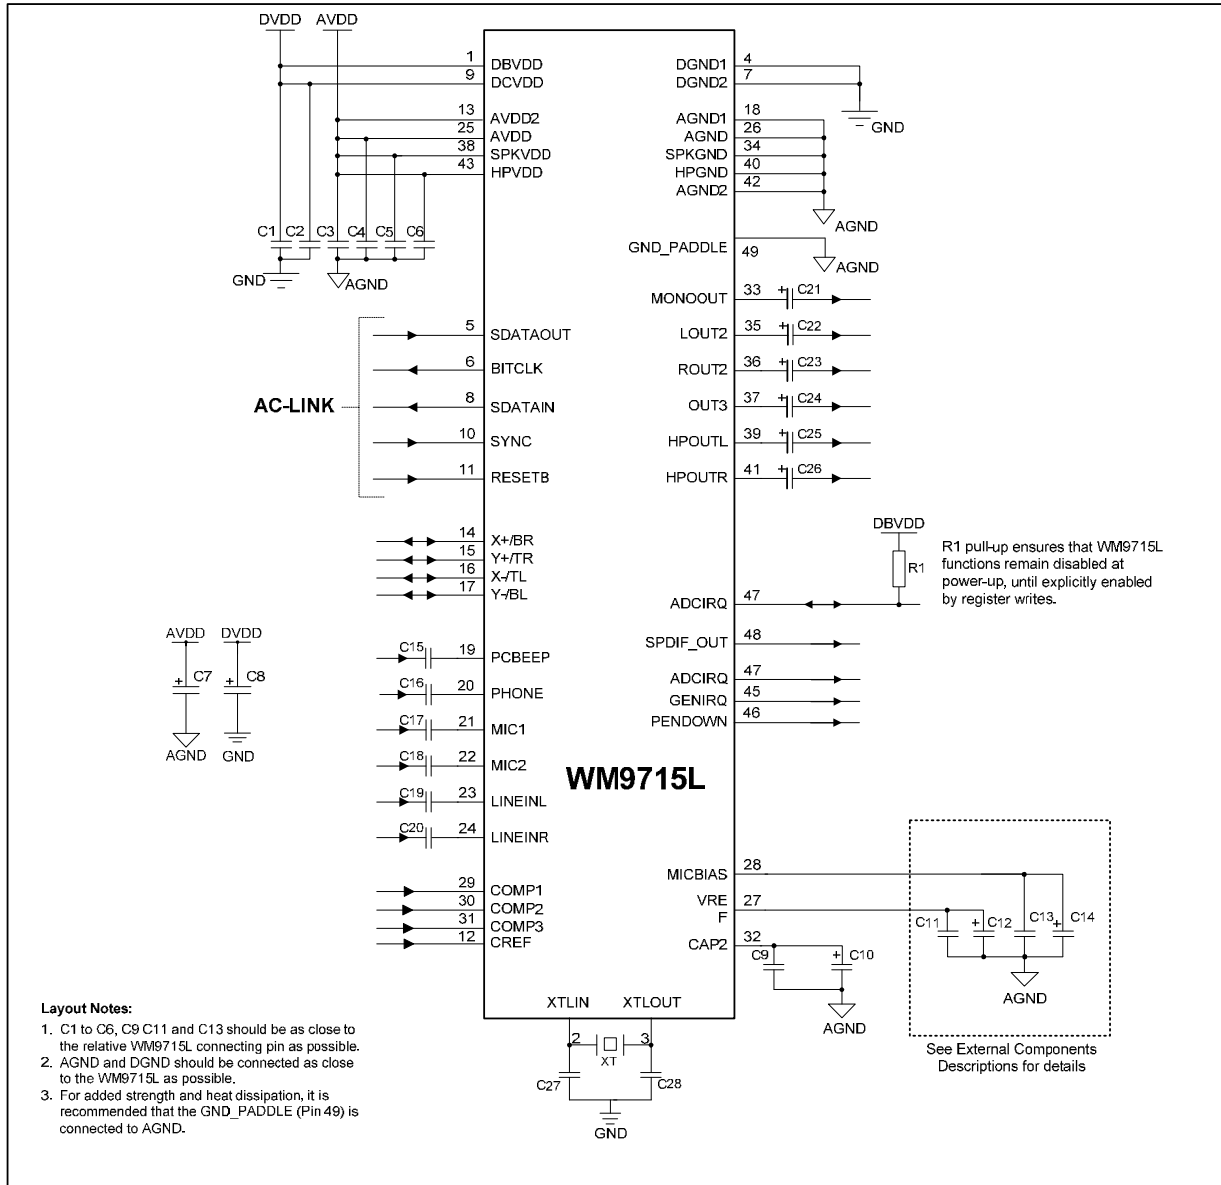 DVDD AVDD
1 DBVDD
9 DCVDD
13 AVDD2
25 AVDD
38 SPKVDD
43 HPVDD
C1 C2 C3 C4 C5 C6
GND AGND
DGND1 4
DGND2 7
GND
AGND1 18
AGND 26
SPKGND 34
HPGND 40
AGND2 42
AGND
GND_PADDLE 49
AGND
MONOOUT 33 + C21
LOUT2 35 + C22
ROUT2 36 + C23
OUT3 37 + C24
HPOUTL 39 + C25
HPOUTR 41 + C26
AC-LINK
5 SDATAOUT
6 BITCLK
8 SDATAIN
10 SYNC
11 RESETB
14 X+/BR
15 Y+/TR
16 X-/TL
17 Y-/BL
DBVDD
R1
R1 pull-up ensures that WM9715L
functions remain disabled at
power-up, until explicitly enabled
by register writes.
ADCIRQ 47
SPDIF_OUT 48
ADCIRQ 47
GENIRQ 45
PENDOWN 46
AVDD DVDD
+ C7 + C8
AGND GND
C15 19 PCBEEP
C16 20 PHONE
C17 21 MIC1
C18 22 MIC2
C19 23 LINEINL
C20 24 LINEINR
WM9715L
29 COMP1
30 COMP2
31 COMP3
12 CREF
MICBIAS 28
VRE
F
27
CAP2 32
C9 + C10
AGND
C11 + C12 C13 + C14
AGND
See External Components
Descriptions for details
XTLIN XTLOUT
2 3
XT
C27 C28
GND
Layout Notes:
1. C1 to C6, C9 C11 and C13 should be as close to
the relative WM9715L connecting pin as possible.
2. AGND and DGND should be connected as close
to the WM9715L as possible.
3. For added strength and heat dissipation, it is
recommended that the GND_PADDLE (Pin 49) is
connected to AGND.